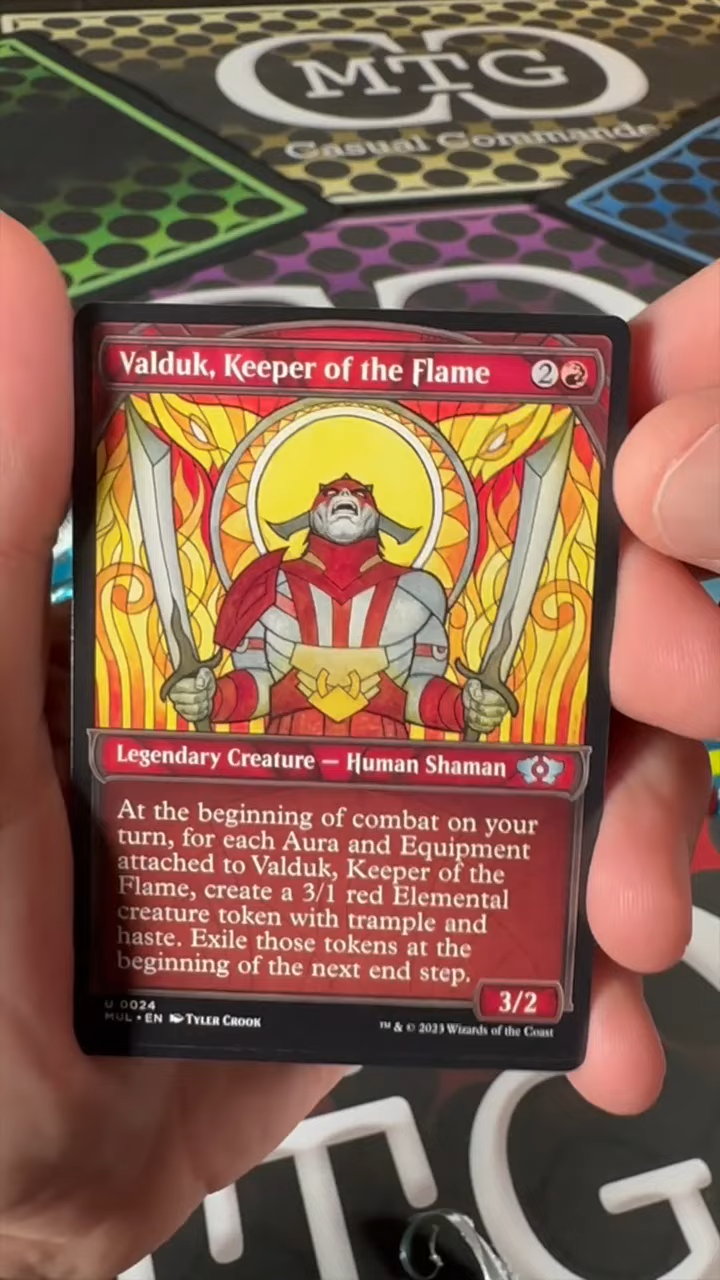 MTG
Casual Commande
Valduk, Keeper of the Flame 2
Legendary Creature — Human Shaman
At the beginning of combat on your
turn, for each Aura and Equipment
attached to Valduk, Keeper of the
Flame, create a 3/1 red Elemental
creature token with trample and
haste. Exile those tokens at the
beginning of the next end step.
3/2
U 0024
MUL • EN TYLER CROOK
™ & © 2023 Wizards of the Coast
MTG